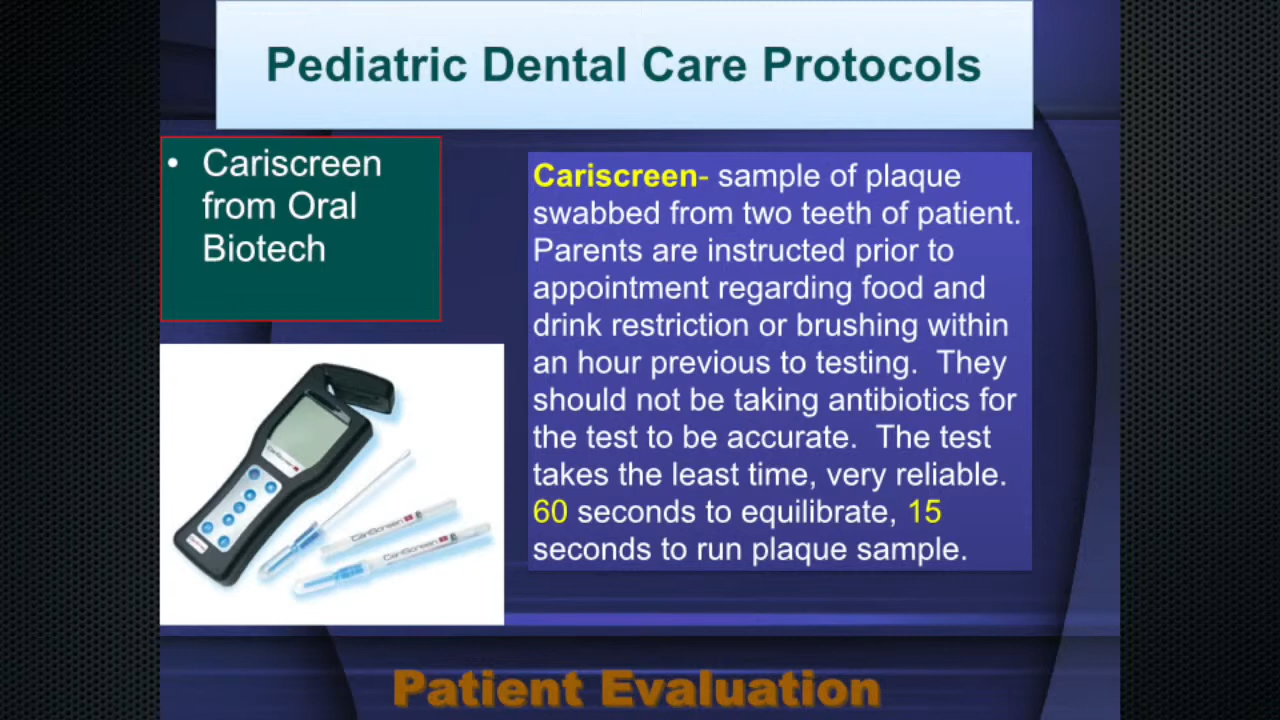 Pediatric Dental Care Protocols
• Cariscreen
from Oral
Biotech
Cariscreen- sample of plaque
swabbed from two teeth of patient.
Parents are instructed prior to
appointment regarding food and
drink restriction or brushing within
an hour previous to testing.  They
should not be taking antibiotics for
the test to be accurate.  The test
takes the least time, very reliable.
60 seconds to equilibrate, 15
seconds to run plaque sample.
CariScreen
CariScreen
CariScreen
Patient Evaluation